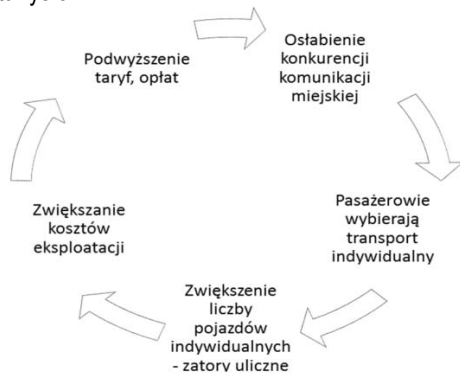 Podwyższenie
taryf, opłat
Osłabienie
konkurencji
komunikacji
miejskiej
Pasażerowie
wybierają
transport
indywidualny
Zwiększenie
liczby
pojazdów
indywidualnych
- zatory uliczne
Zwiększanie
kosztów
eksploatacji